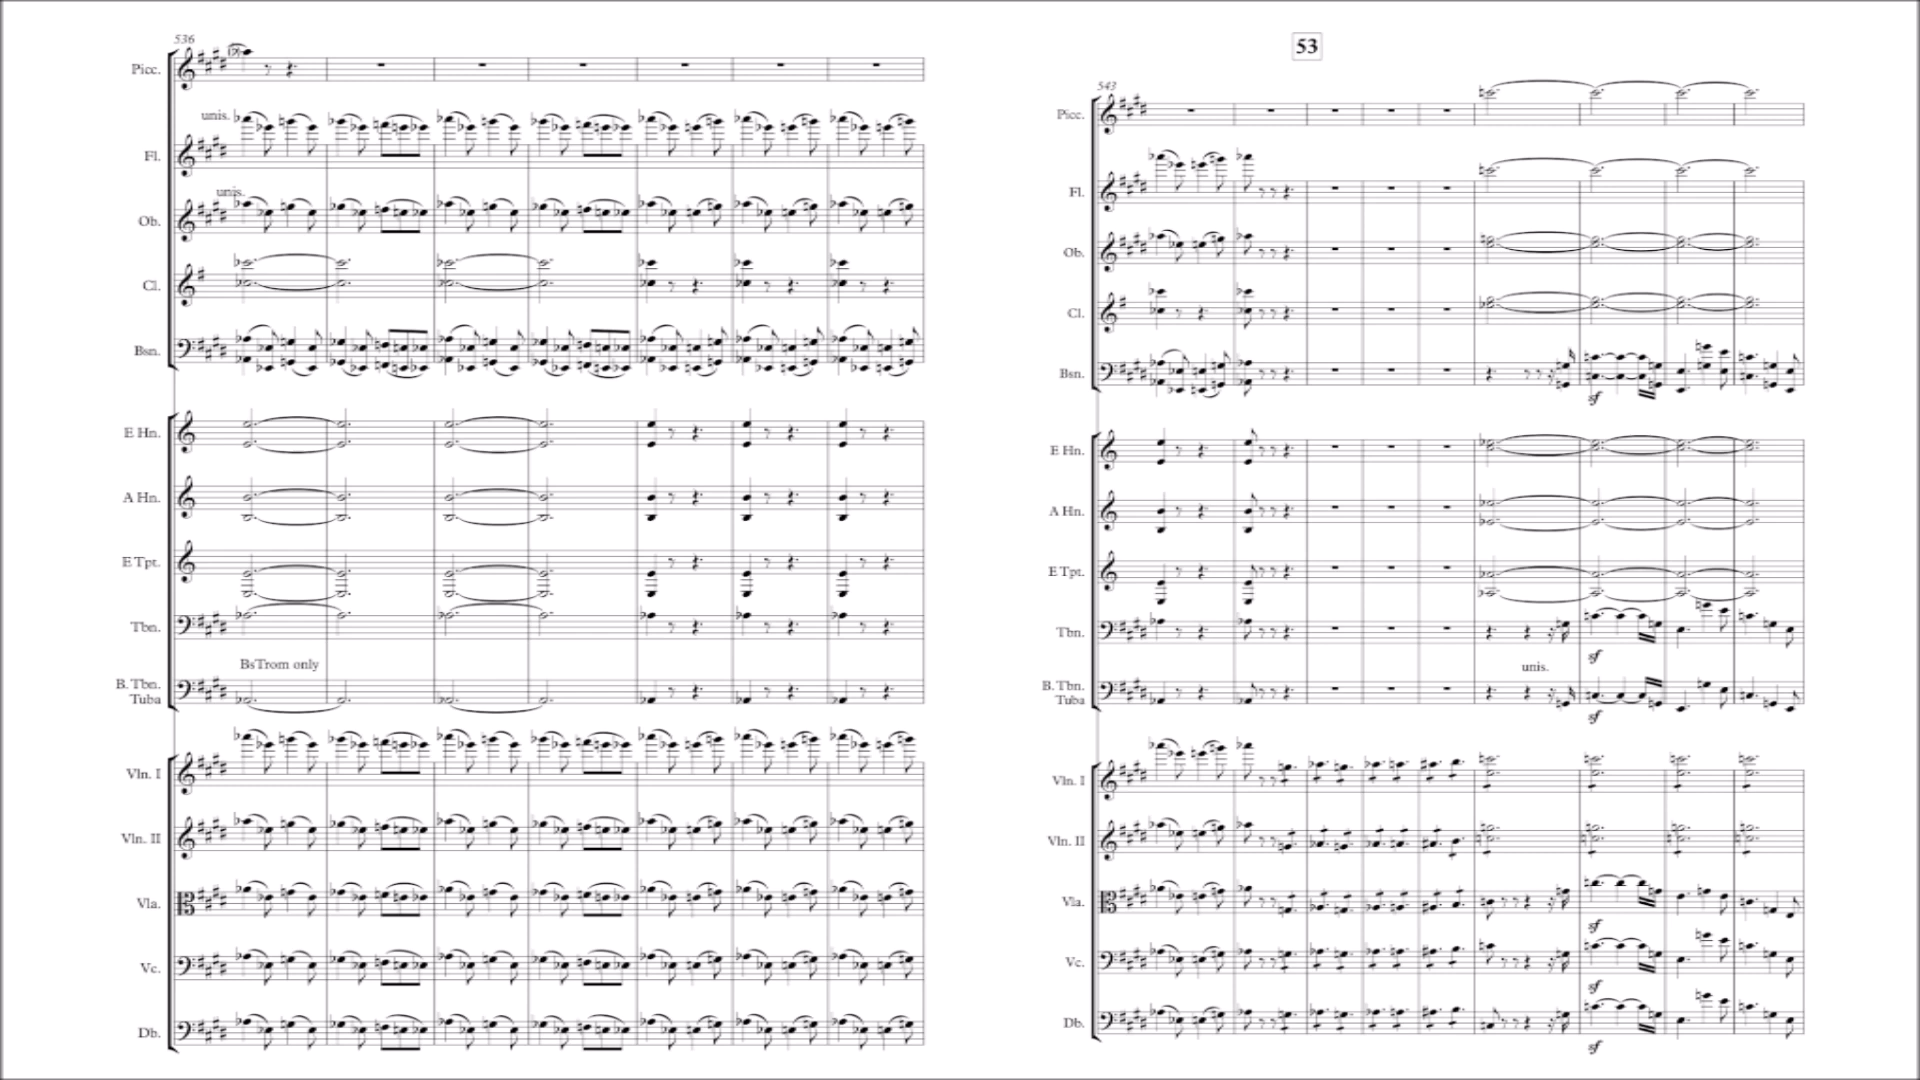 536
Picc.
unis.
Fl.
unis.
Ob.
Cl.
Bsn.
E Hn.
A Hn.
E Tpt.
Tbn.
BsTrom only
B. Tbn.
Tuba
Vln. I
Vln. II
Vla.
Vc.
Db.
53
543
Picc.
Fl.
Ob.
Cl.
Bsn.
sf
E Hn.
A Hn.
E Tpt.
Tbn.
sf
unis.
B. Tbn.
Tuba
sf
Vln. I
Vln. II
Vla.
sf
Vc.
sf
Db.
sf